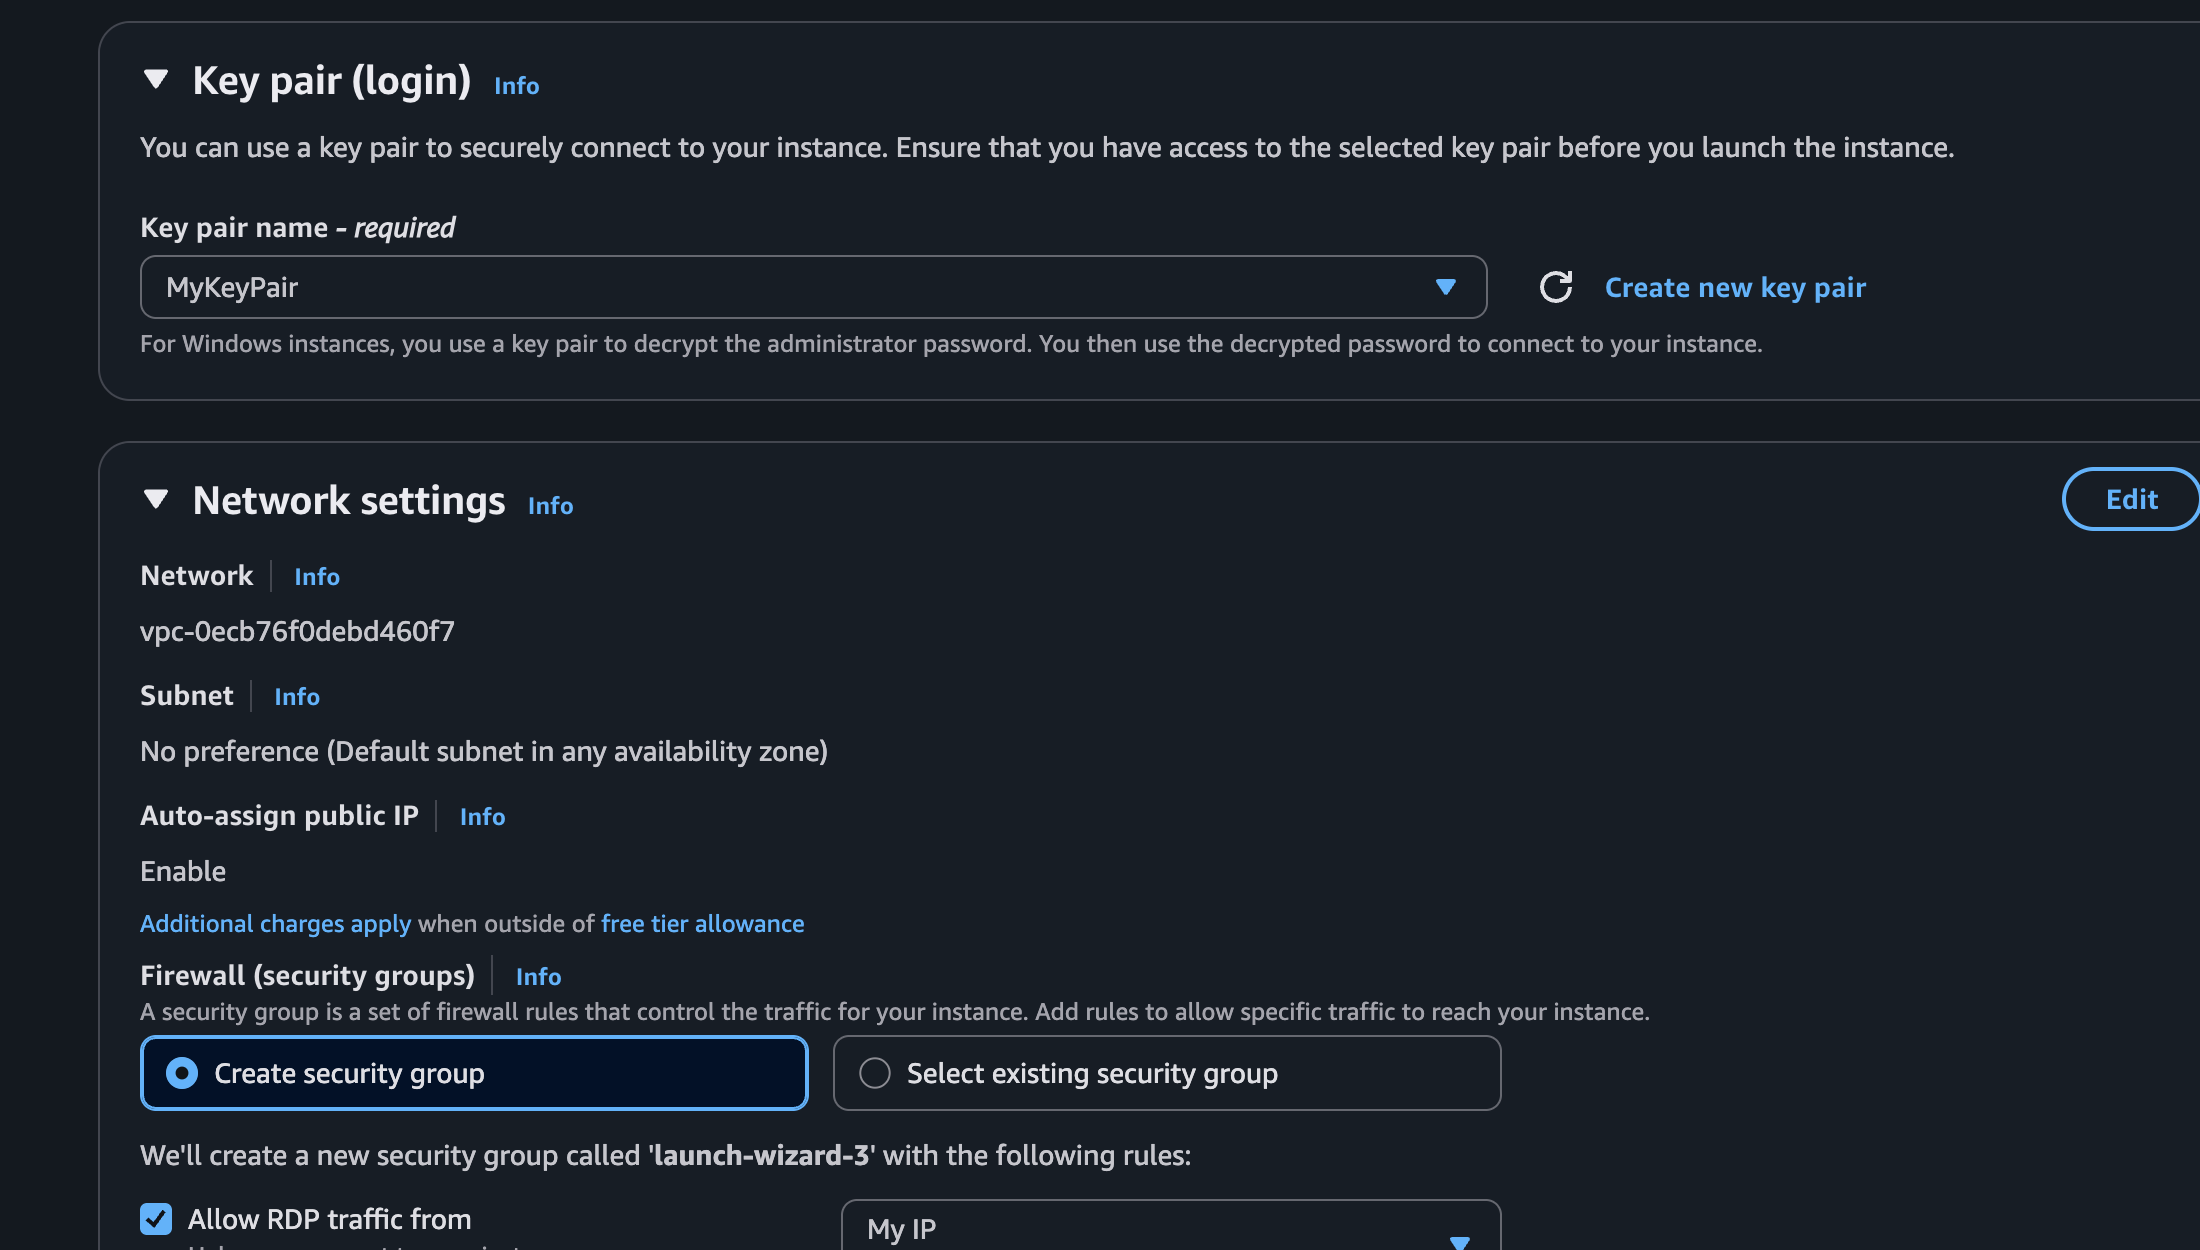 Key pair (login) Info
You can use a key pair to securely connect to your instance. Ensure that you have access to the selected key pair before you launch the instance.
Key pair name - required
MyKeyPair
Create new key pair
For Windows instances, you use a key pair to decrypt the administrator password. You then use the decrypted password to connect to your instance.
Network settings Info
Edit
Network Info
vpc-0ecb76f0debd460f7
Subnet Info
No preference (Default subnet in any availability zone)
Auto-assign public IP Info
Enable
Additional charges apply when outside of free tier allowance
Firewall (security groups) Info
A security group is a set of firewall rules that control the traffic for your instance. Add rules to allow specific traffic to reach your instance.
Create security group
Select existing security group
We'll create a new security group called 'launch-wizard-3' with the following rules:
Allow RDP traffic from
My IP